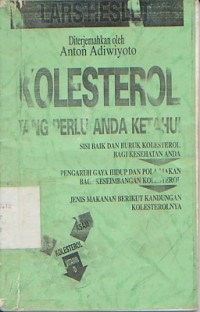 LARS HESLET
Diterjemahkan oleh
Anton Adiwiyoto
KOLESTEROL
YANG PERLU ANDA KETAHUI
SISI BAIK DAN BURUK KOLESTEROL
BAGI KESEHATAN ANDA
PENGARUH GAYA HIDUP DAN POLA MAKAN
BAGI KESEIMBANGAN KOLESTEROL
JENIS MAKANAN BERIKUT KANDUNGAN
KOLESTEROLNYA
KOLESTEROL